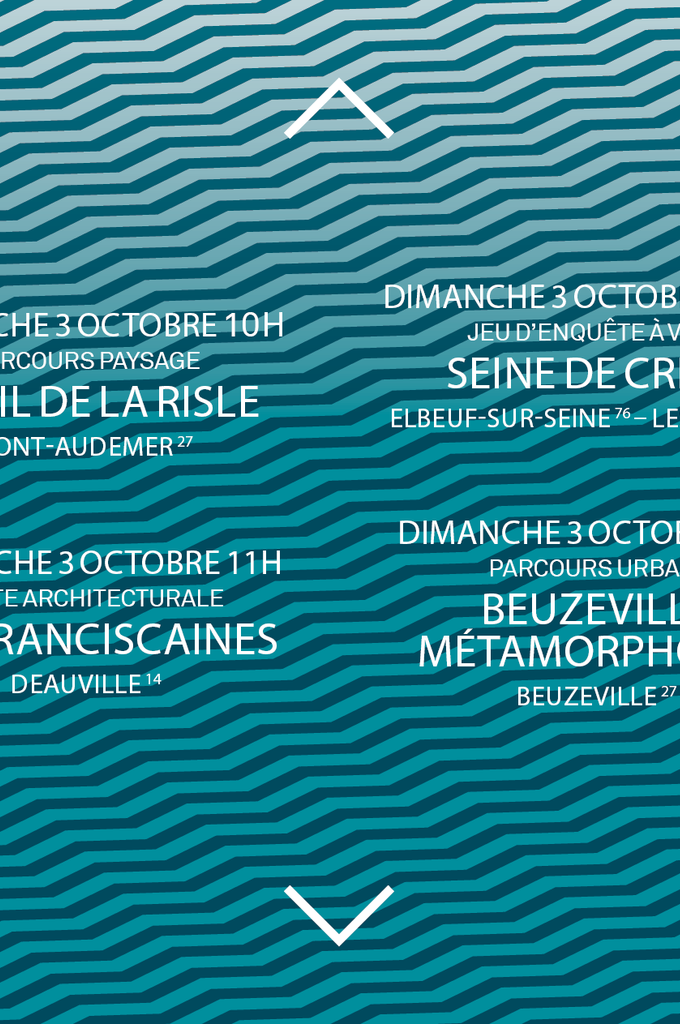 CHE 3 OCTOBRE 10H
RCOURS PAYSAGE
IL DE LA RISLE
ONT-AUDEMER 27
CHE 3 OCTOBRE 11H
TE ARCHITECTURALE
RANCISCAINES
DEAUVILLE 14
DIMANCHE 3 OCTOB
JEU D'ENQUÊTE À V
SEINE DE CRI
ELBEUF-SUR-SEINE 76 – LE
DIMANCHE 3 OCTOB
PARCOURS URBA
BEUZEVILL
MÉTAMORPHO
BEUZEVILLE 27